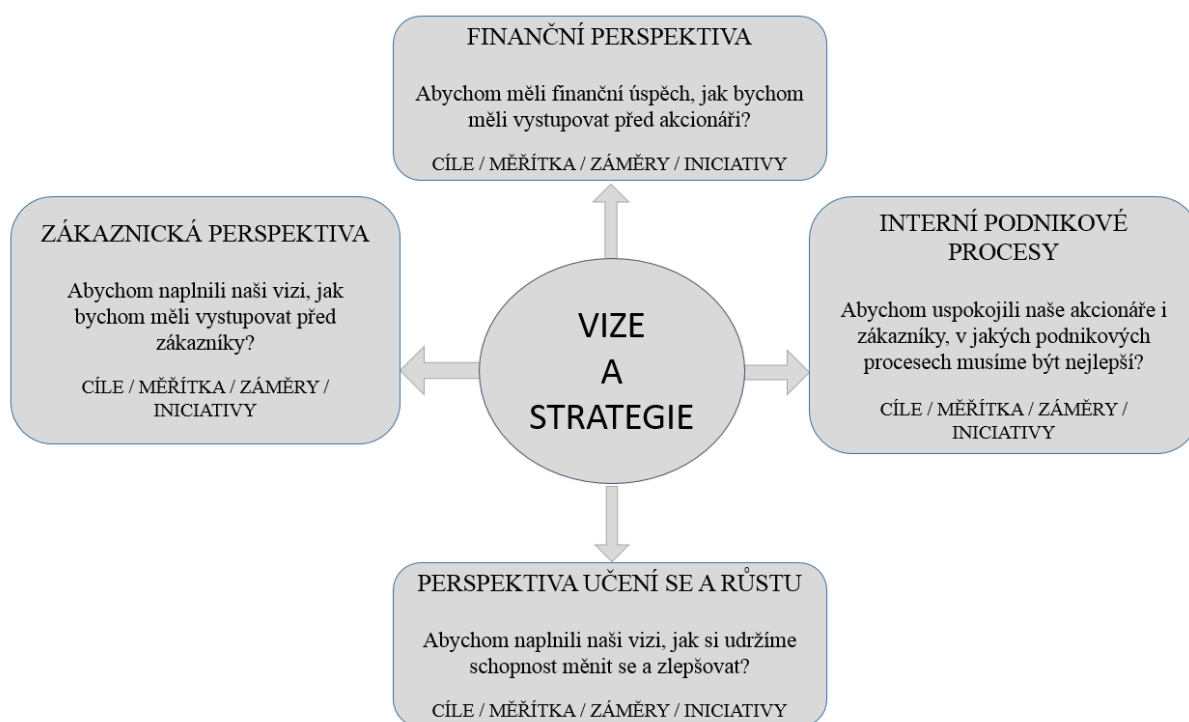 FINANČNÍ PERSPEKTIVA
Abychom měli finanční úspěch, jak bychom
měli vystupovat před akcionáři?
CÍLE / MĚŘÍTKA / ZÁMĚRY / INICIATIVY
ZÁKAZNICKÁ PERSPEKTIVA
Abychom naplnili naši vizi, jak
bychom měli vystupovat před
zákazníky?
CÍLE / MĚŘÍTKA / ZÁMĚRY /
INICIATIVY
VIZE
A
STRATEGIE
INTERNÍ PODNIKOVÉ
PROCESY
Abychom uspokojili naše akcionáře i
zákazníky, v jakých podnikových
procesech musíme být nejlepší?
CÍLE / MĚŘÍTKA / ZÁMĚRY /
INICIATIVY
PERSPEKTIVA UČENÍ SE A RŮSTU
Abychom naplnili naši vizi, jak si udržíme
schopnost měnit se a zlepšovat?
CÍLE / MĚŘÍTKA / ZÁMĚRY / INICIATIVY